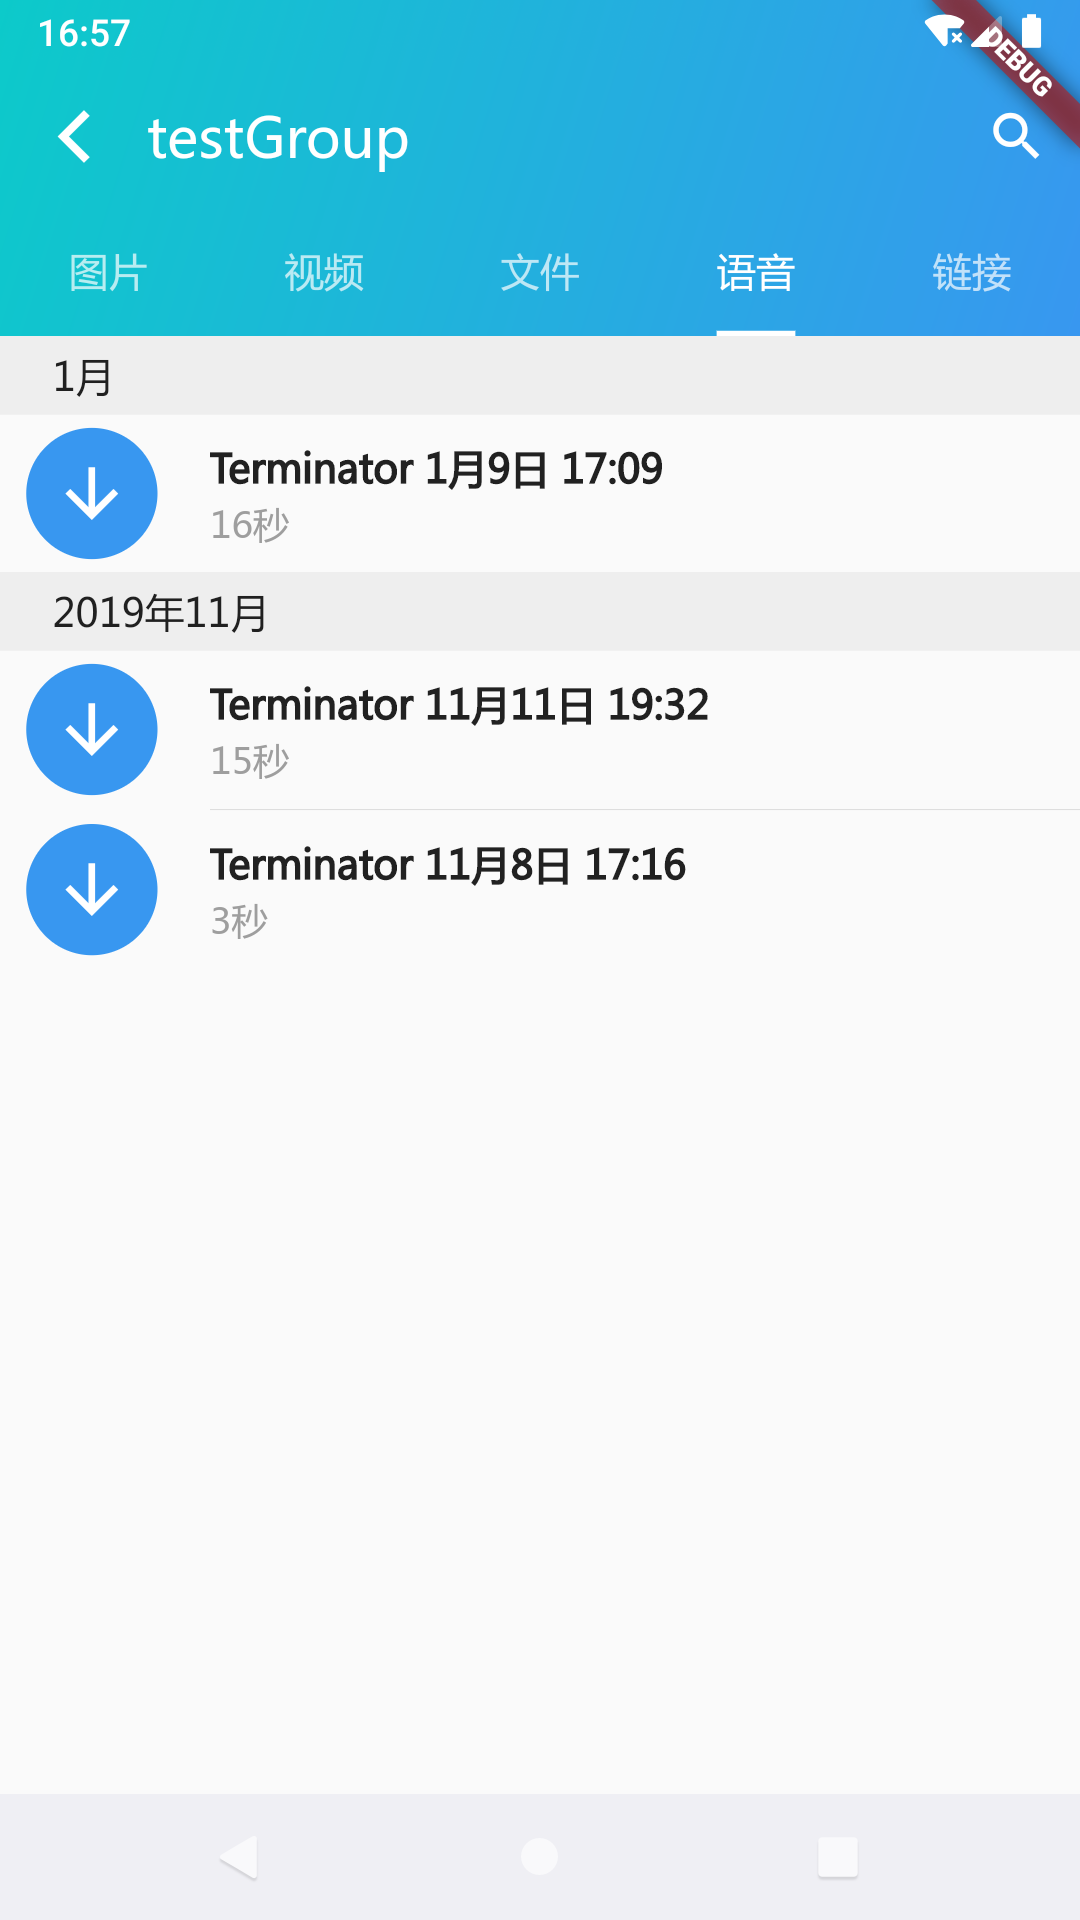 16:57
DEBUG
testGroup
图片 视频 文件 语音 链接
1月
Terminator 1月9日 17:09
16秒
2019年11月
Terminator 11月11日 19:32
15秒
Terminator 11月8日 17:16
3秒